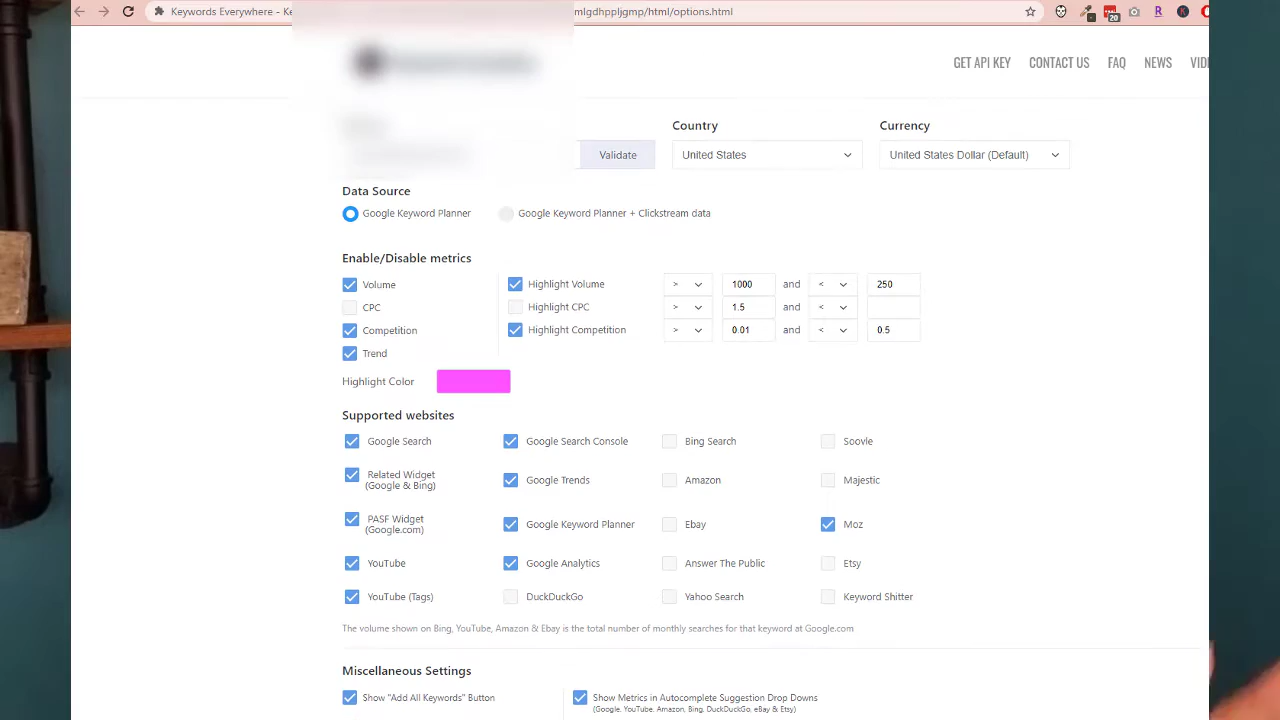 Keywords Everywhere - Ke
mlgdhppljgmp/html/options.html
20
GET API KEY CONTACT US FAQ NEWS
Country Currency
Validate United States United States Dollar (Default)
Data Source
Google Keyword Planner Google Keyword Planner + Clickstream data
Enable/Disable metrics
Volume Highlight Volume > 1000 and < 250
CPC Highlight CPC > 1.5 and <
Competition Highlight Competition > 0.01 and < 0.5
Trend
Highlight Color
Supported websites
Google Search Google Search Console Bing Search Soovle
Related Widget
(Google & Bing) Google Trends Amazon Majestic
PASF Widget
(Google.com) Google Keyword Planner Ebay Moz
YouTube Google Analytics Answer The Public Etsy
YouTube (Tags) DuckDuckGo Yahoo Search Keyword Shitter
The volume shown on Bing, YouTube, Amazon & Ebay is the total number of monthly searches for that keyword at Google.com
Miscellaneous Settings
Show "Add All Keywords" Button Show Metrics in Autocomplete Suggestion Drop Downs
(Google, YouTube, Amazon, Bing, DuckDuckGo, eBay & Etsy)